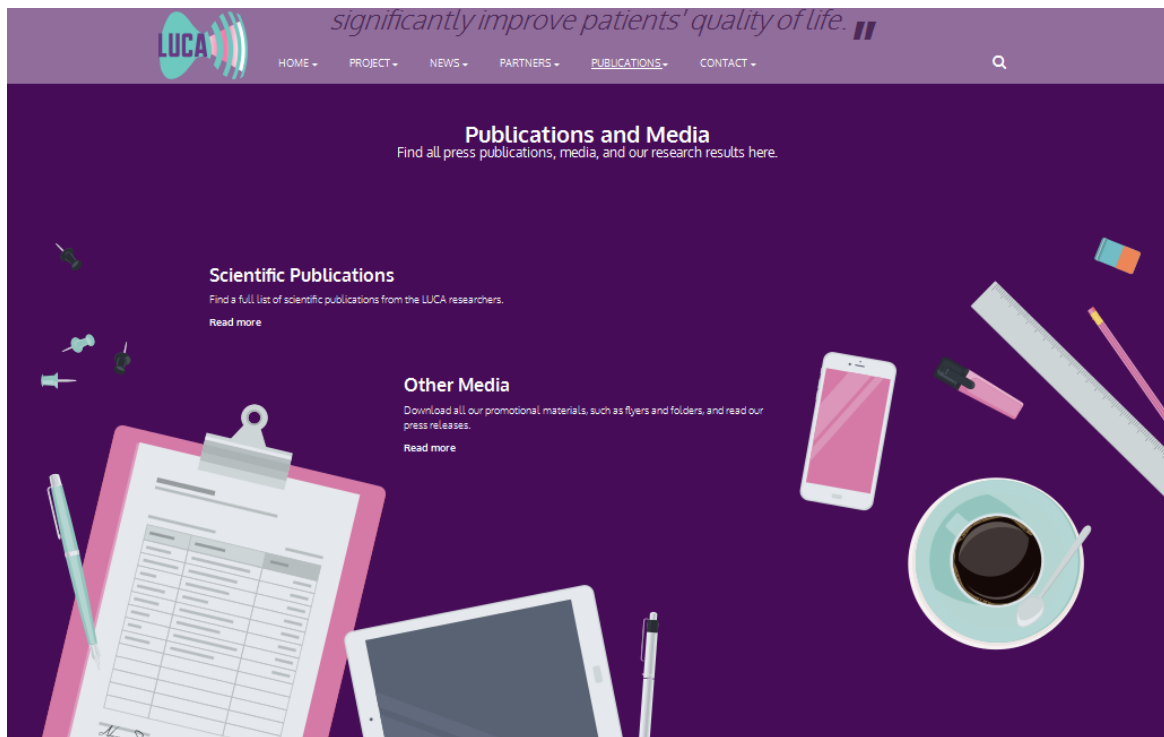 significantly improve patients' quality of life. "
LUCA
HOME PROJECT NEWS PARTNERS PUBLICATIONS CONTACT
Publications and Media
Find all press publications, media, and our research results here.
Scientific Publications
Find a full list of scientific publications from the LUCA researchers.
Read more
Other Media
Download all our promotional materials, such as flyers and folders, and read our
press releases.
Read more